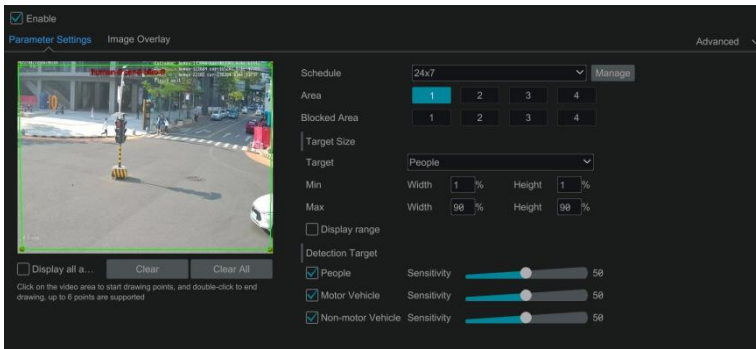 Enable
Parameter Settings Image Overlay
Advanced
Schedule 24x7 Manage
Area 1 2 3 4
Blocked Area 1 2 3 4
Target Size
Target People
Min Width 1 % Height 1 %
Max Width 90 % Height 90 %
Display range
Detection Target
People Sensitivity 50
Motor Vehicle Sensitivity 50
Non-motor Vehicle Sensitivity 50
Display all a... Clear Clear All
Click on the video area to start drawing points, and double-click to end
drawing, up to 6 points are supported